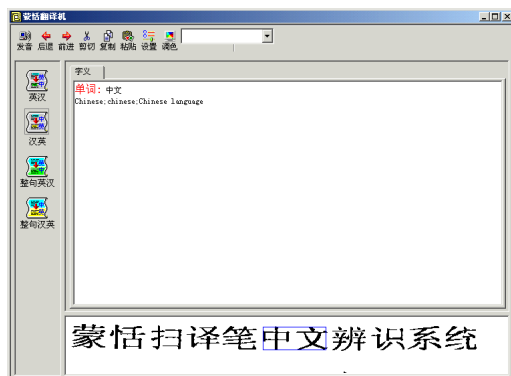 蒙恬翻译机
发音 后退 前进 剪切 复制 粘贴 设置 调色
字义
英汉
汉英
整句英汉
整句汉英
单词: 中文
Chinese;chinese;Chinese language
蒙恬扫译笔中文辨识系统